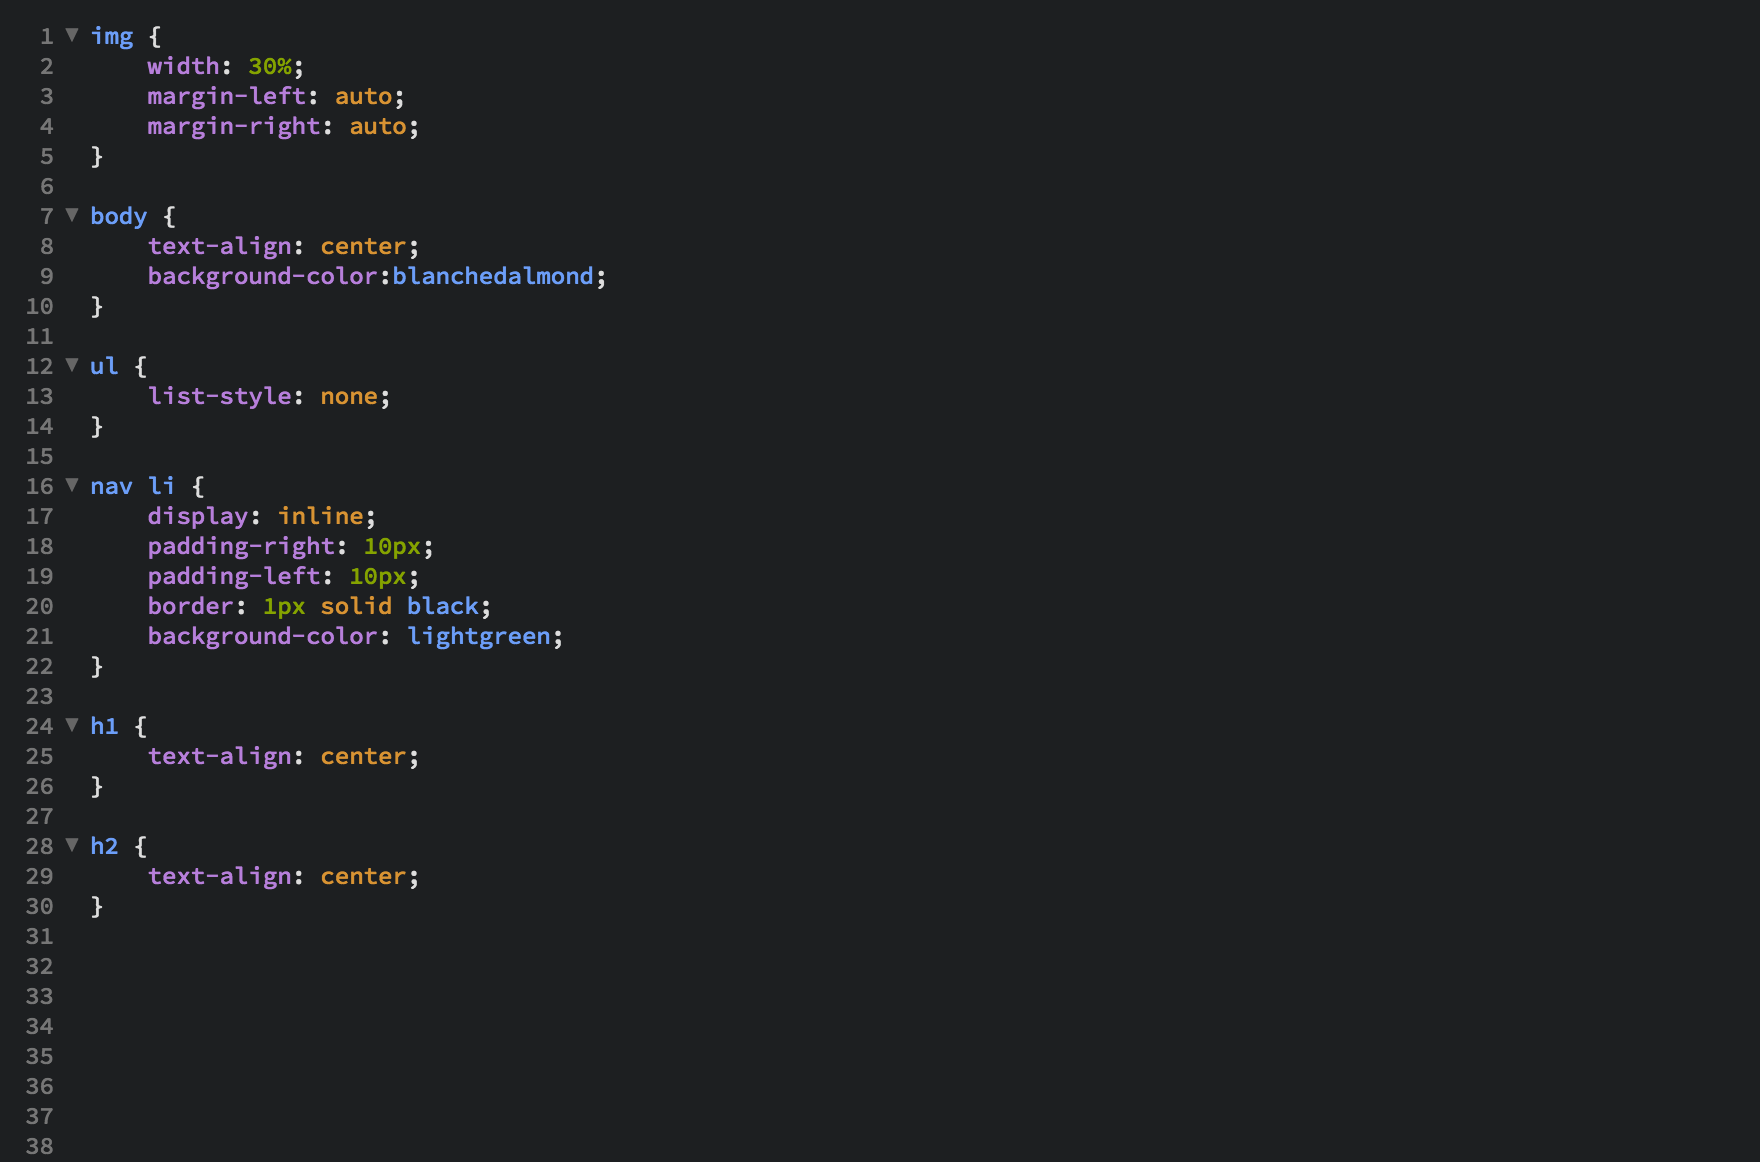 1 ▼ img {
2 width: 30%;
3 margin-left: auto;
4 margin-right: auto;
5 }
6
7 ▼ body {
8 text-align: center;
9 background-color:blanchedalmond;
10 }
11
12 ▼ ul {
13 list-style: none;
14 }
15
16 ▼ nav li {
17 display: inline;
18 padding-right: 10px;
19 padding-left: 10px;
20 border: 1px solid black;
21 background-color: lightgreen;
22 }
23
24 ▼ h1 {
25 text-align: center;
26 }
27
28 ▼ h2 {
29 text-align: center;
30 }
31
32
33
34
35
36
37
38